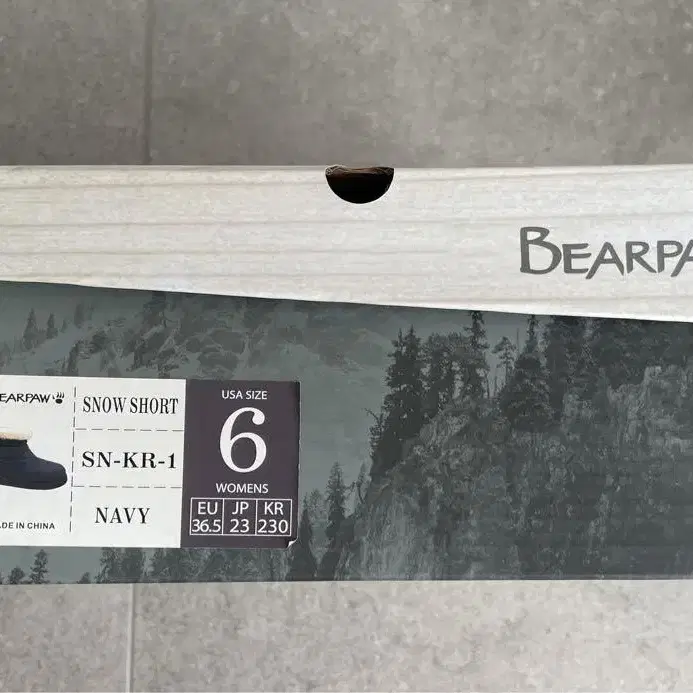 BEARPA
EARPAW
SNOW SHORT
SN-KR-1
NAVY
ADE IN CHINA
USA SIZE
6
WOMENS
EU JP KR
36.5 23 230